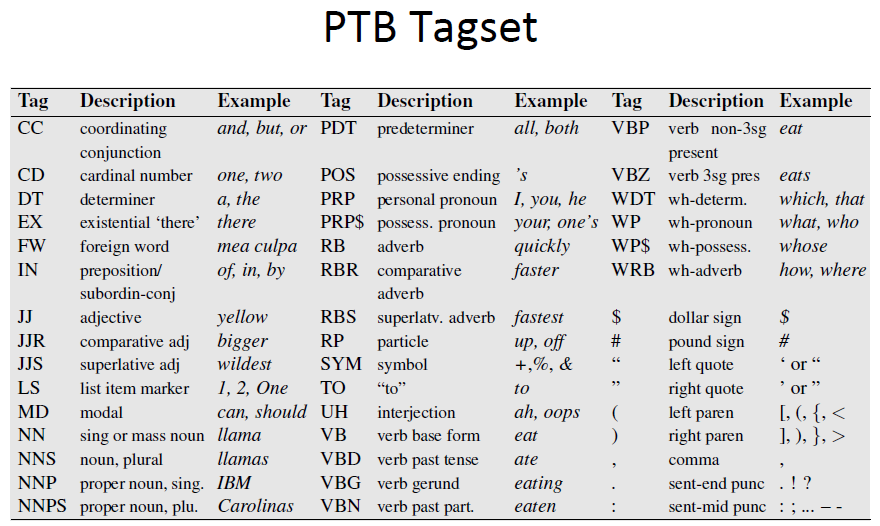 PTB Tagset
Tag Description Example Tag Description Example Tag Description Example
CC coordinating and, but, or PDT predeterminer all, both VBP verb non-3sg eat
conjunction present
CD cardinal number one, two POS possessive ending 's VBZ verb 3sg pres eats
DT determiner a, the PRP personal pronoun I, you, he WDT wh-determ. which, that
EX existential ‘there’ there PRP$ possess. pronoun your, one's WP wh-pronoun what, who
FW foreign word mea culpa RB adverb quickly WP$ wh-possess. whose
IN preposition/ of, in, by RBR comparative faster WRB wh-adverb how, where
subordin-conj adverb
JJ adjective yellow RBS superlatv. adverb fastest $ dollar sign $
JJR comparative adj bigger RP particle up, off # pound sign #
JJS superlative adj wildest SYM symbol +,%, & “ left quote ‘ or “
LS list item marker 1, 2, One TO “to” to ” right quote ’ or ”
MD modal can, should UH interjection ah, oops ( left paren [, (, {, <
NN sing or mass noun llama VB verb base form eat ) right paren ], ), }, >
NNS noun, plural llamas VBD verb past tense ate , comma ,
NNP proper noun, sing. IBM VBG verb gerund eating . sent-end punc . ! ?
NNPS proper noun, plu. Carolinas VBN verb past part. eaten : sent-mid punc : ; ... – -